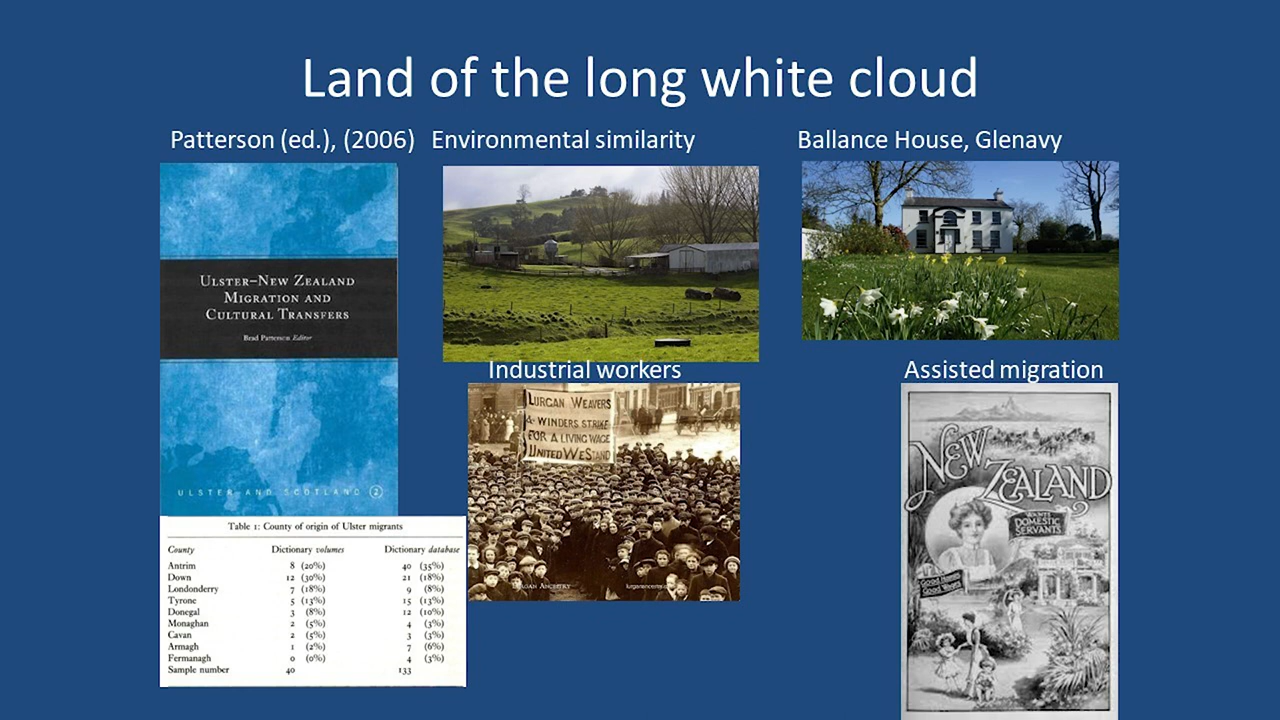 Land of the long white cloud
Patterson (ed.), (2006)
Environmental similarity
Ballance House, Glenavy
ULSTER–NEW ZEALAND
MIGRATION AND
CULTURAL TRANSFERS
Brad Patterson Editor
ULSTER AND SCOTLAND 2
Table 1: County of origin of Ulster migrants
County Dictionary volumes Dictionary database
Antrim 8 (20%) 40 (35%)
Down 12 (30%) 21 (18%)
Londonderry 7 (18%) 9 (8%)
Tyrone 5 (13%) 15 (13%)
Donegal 3 (8%) 12 (10%)
Monaghan 2 (5%) 4 (3%)
Cavan 2 (5%) 3 (3%)
Armagh 1 (2%) 7 (6%)
Fermanagh 0 (0%) 4 (3%)
Sample number 40 133
Industrial workers
LURGAN WEAVERS
& WINDERS STRIKE
FOR A LIVING WAGE
UNITED WE STAND
ANCESTRY
Assisted migration
NEW
ZEALAND
WANTS
DOMESTIC
SERVANTS
Good Homes
Good Wages